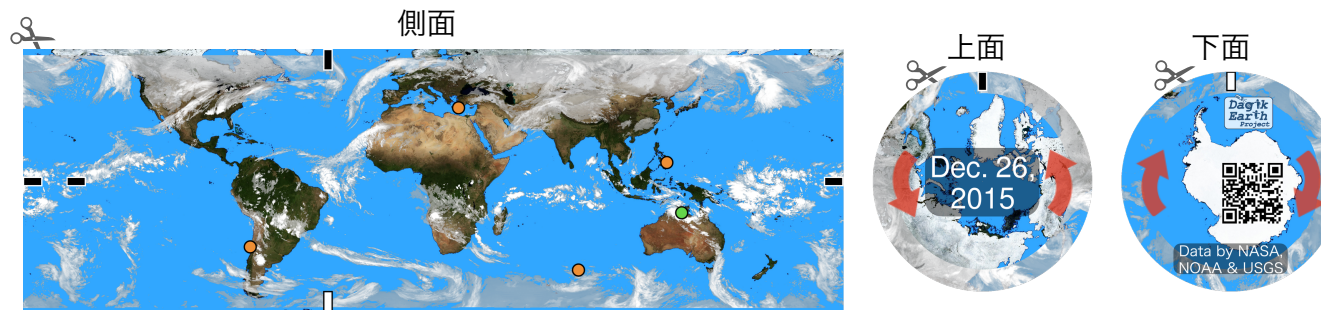 側面
上面
下面
Dec. 26,
2015
Dagik
Earth
Project
Data by NASA,
NOAA & USGS